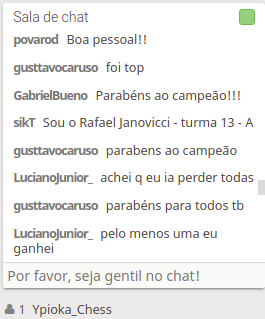 Sala de chat
povarod Boa pessoal!!
gusttavocaruso foi top
GabrielBueno Parabéns ao campeão!!!
sikT Sou o Rafael Janovicci - turma 13 - A
gusttavocaruso parabens ao campeão
LucianoJunior_ achei q eu ia perder todas
gusttavocaruso parabéns para todos tb
LucianoJunior_ pelo menos uma eu
ganhei
Por favor, seja gentil no chat!
1 Ypioka_Chess